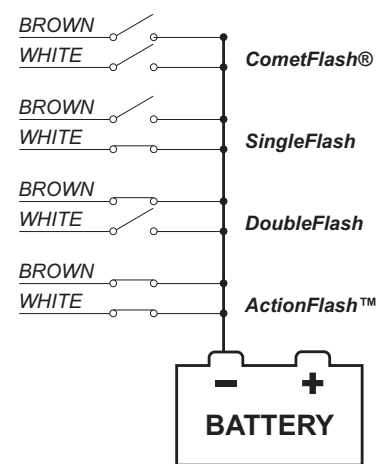 BROWN
WHITE
CometFlash®
BROWN
WHITE
SingleFlash
BROWN
WHITE
DoubleFlash
BROWN
WHITE
ActionFlash™
− +
BATTERY